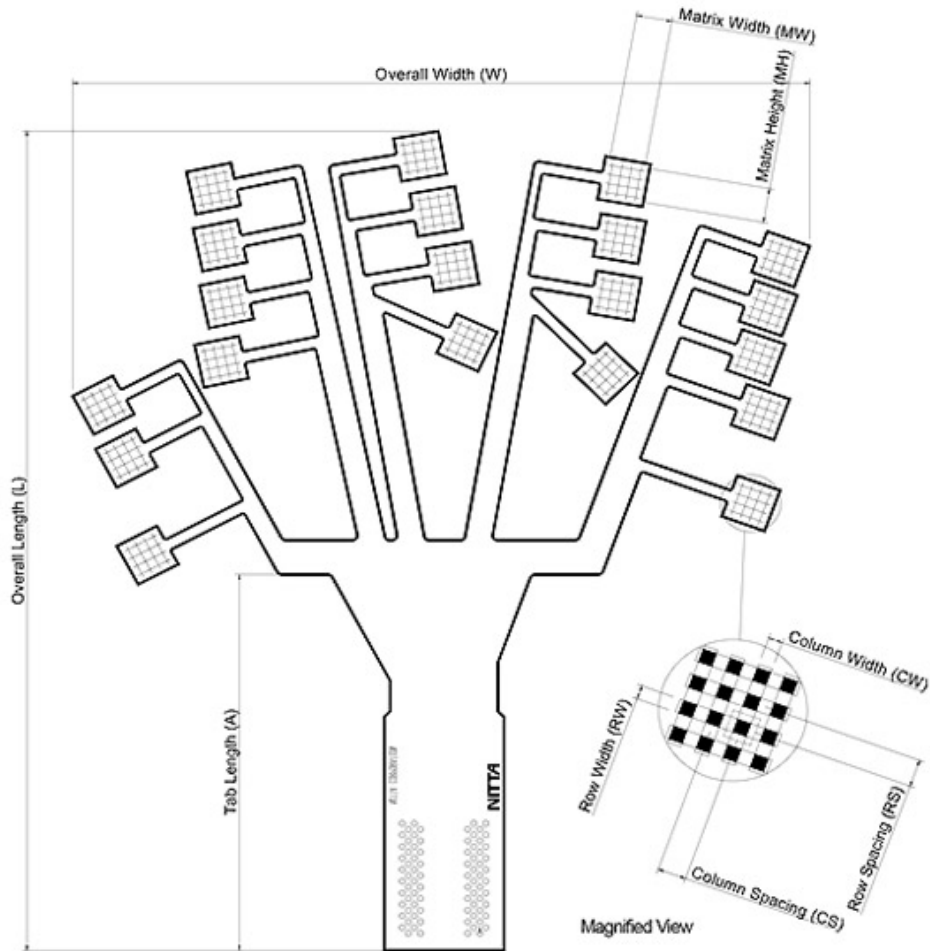 Matrix Width (MW)
Overall Width (W)
Matrix Height (MH)
Overall Length (L)
Tab Length (A)
NITTA
Column Width (CW)
Row Width (RW)
Row Spacing (RS)
Column Spacing (CS)
Magnified View